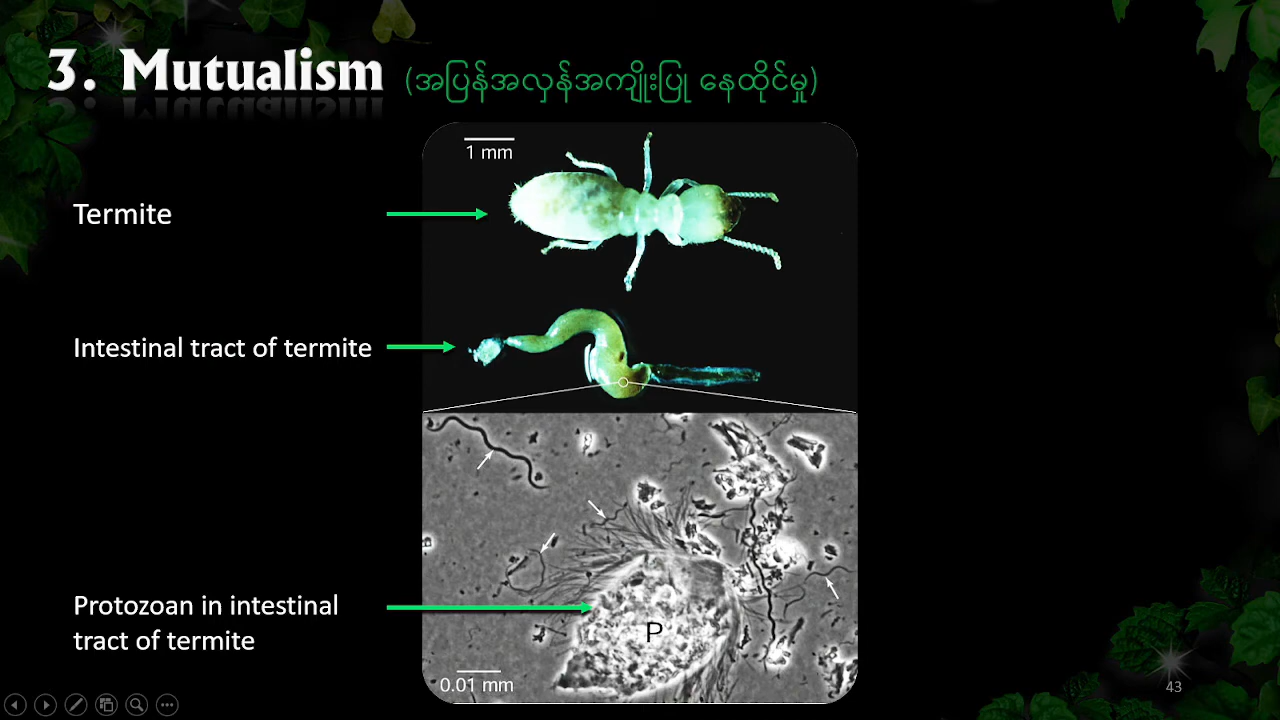 3. Mutualism (အပြန်အလှန်အကျိုးပြု နေထိုင်မှု)
1 mm
Termite
Intestinal tract of termite
Protozoan in intestinal
tract of termite
P
0.01 mm
43